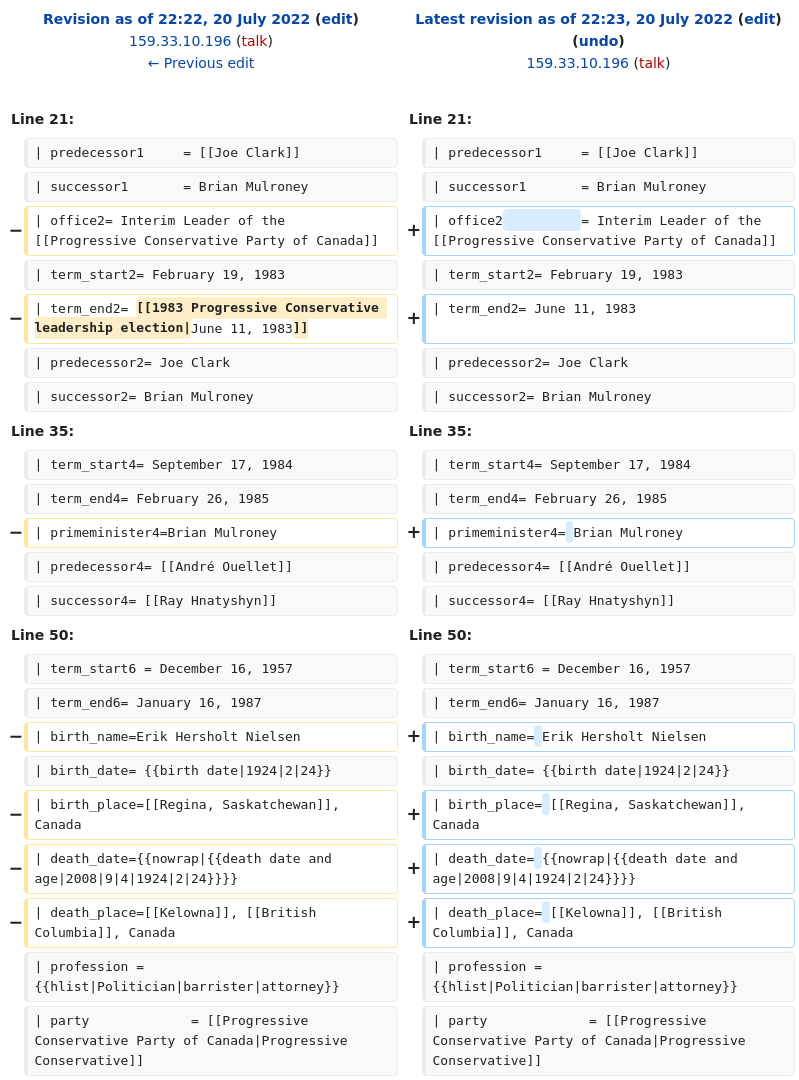 Revision as of 22:22, 20 July 2022 (edit)
159.33.10.196 (talk)
← Previous edit
Latest revision as of 22:23, 20 July 2022 (edit)
(undo)
159.33.10.196 (talk)
Line 21:
Line 21:
| predecessor1     = [[Joe Clark]]
| predecessor1     = [[Joe Clark]]
| successor1       = Brian Mulroney
| successor1       = Brian Mulroney
− | office2= Interim Leader of the
[[Progressive Conservative Party of Canada]]
+ | office2          = Interim Leader of the
[[Progressive Conservative Party of Canada]]
| term_start2= February 19, 1983
| term_start2= February 19, 1983
− | term_end2= [[1983 Progressive Conservative
leadership election|June 11, 1983]]
+ | term_end2= June 11, 1983
| predecessor2= Joe Clark
| predecessor2= Joe Clark
| successor2= Brian Mulroney
| successor2= Brian Mulroney
Line 35:
Line 35:
| term_start4= September 17, 1984
| term_start4= September 17, 1984
| term_end4= February 26, 1985
| term_end4= February 26, 1985
− | primeminister4=Brian Mulroney
+ | primeminister4= Brian Mulroney
| predecessor4= [[André Ouellet]]
| predecessor4= [[André Ouellet]]
| successor4= [[Ray Hnatyshyn]]
| successor4= [[Ray Hnatyshyn]]
Line 50:
Line 50:
| term_start6 = December 16, 1957
| term_start6 = December 16, 1957
| term_end6= January 16, 1987
| term_end6= January 16, 1987
− | birth_name=Erik Hersholt Nielsen
+ | birth_name= Erik Hersholt Nielsen
| birth_date= {{birth date|1924|2|24}}
| birth_date= {{birth date|1924|2|24}}
− | birth_place=[[Regina, Saskatchewan]],
Canada
+ | birth_place= [[Regina, Saskatchewan]],
Canada
− | death_date={{nowrap|{{death date and
age|2008|9|4|1924|2|24}}}}
+ | death_date= {{nowrap|{{death date and
age|2008|9|4|1924|2|24}}}}
− | death_place=[[Kelowna]], [[British
Columbia]], Canada
+ | death_place= [[Kelowna]], [[British
Columbia]], Canada
| profession =
{{hlist|Politician|barrister|attorney}}
| profession =
{{hlist|Politician|barrister|attorney}}
| party             = [[Progressive
Conservative Party of Canada|Progressive
Conservative]]
| party             = [[Progressive
Conservative Party of Canada|Progressive
Conservative]]